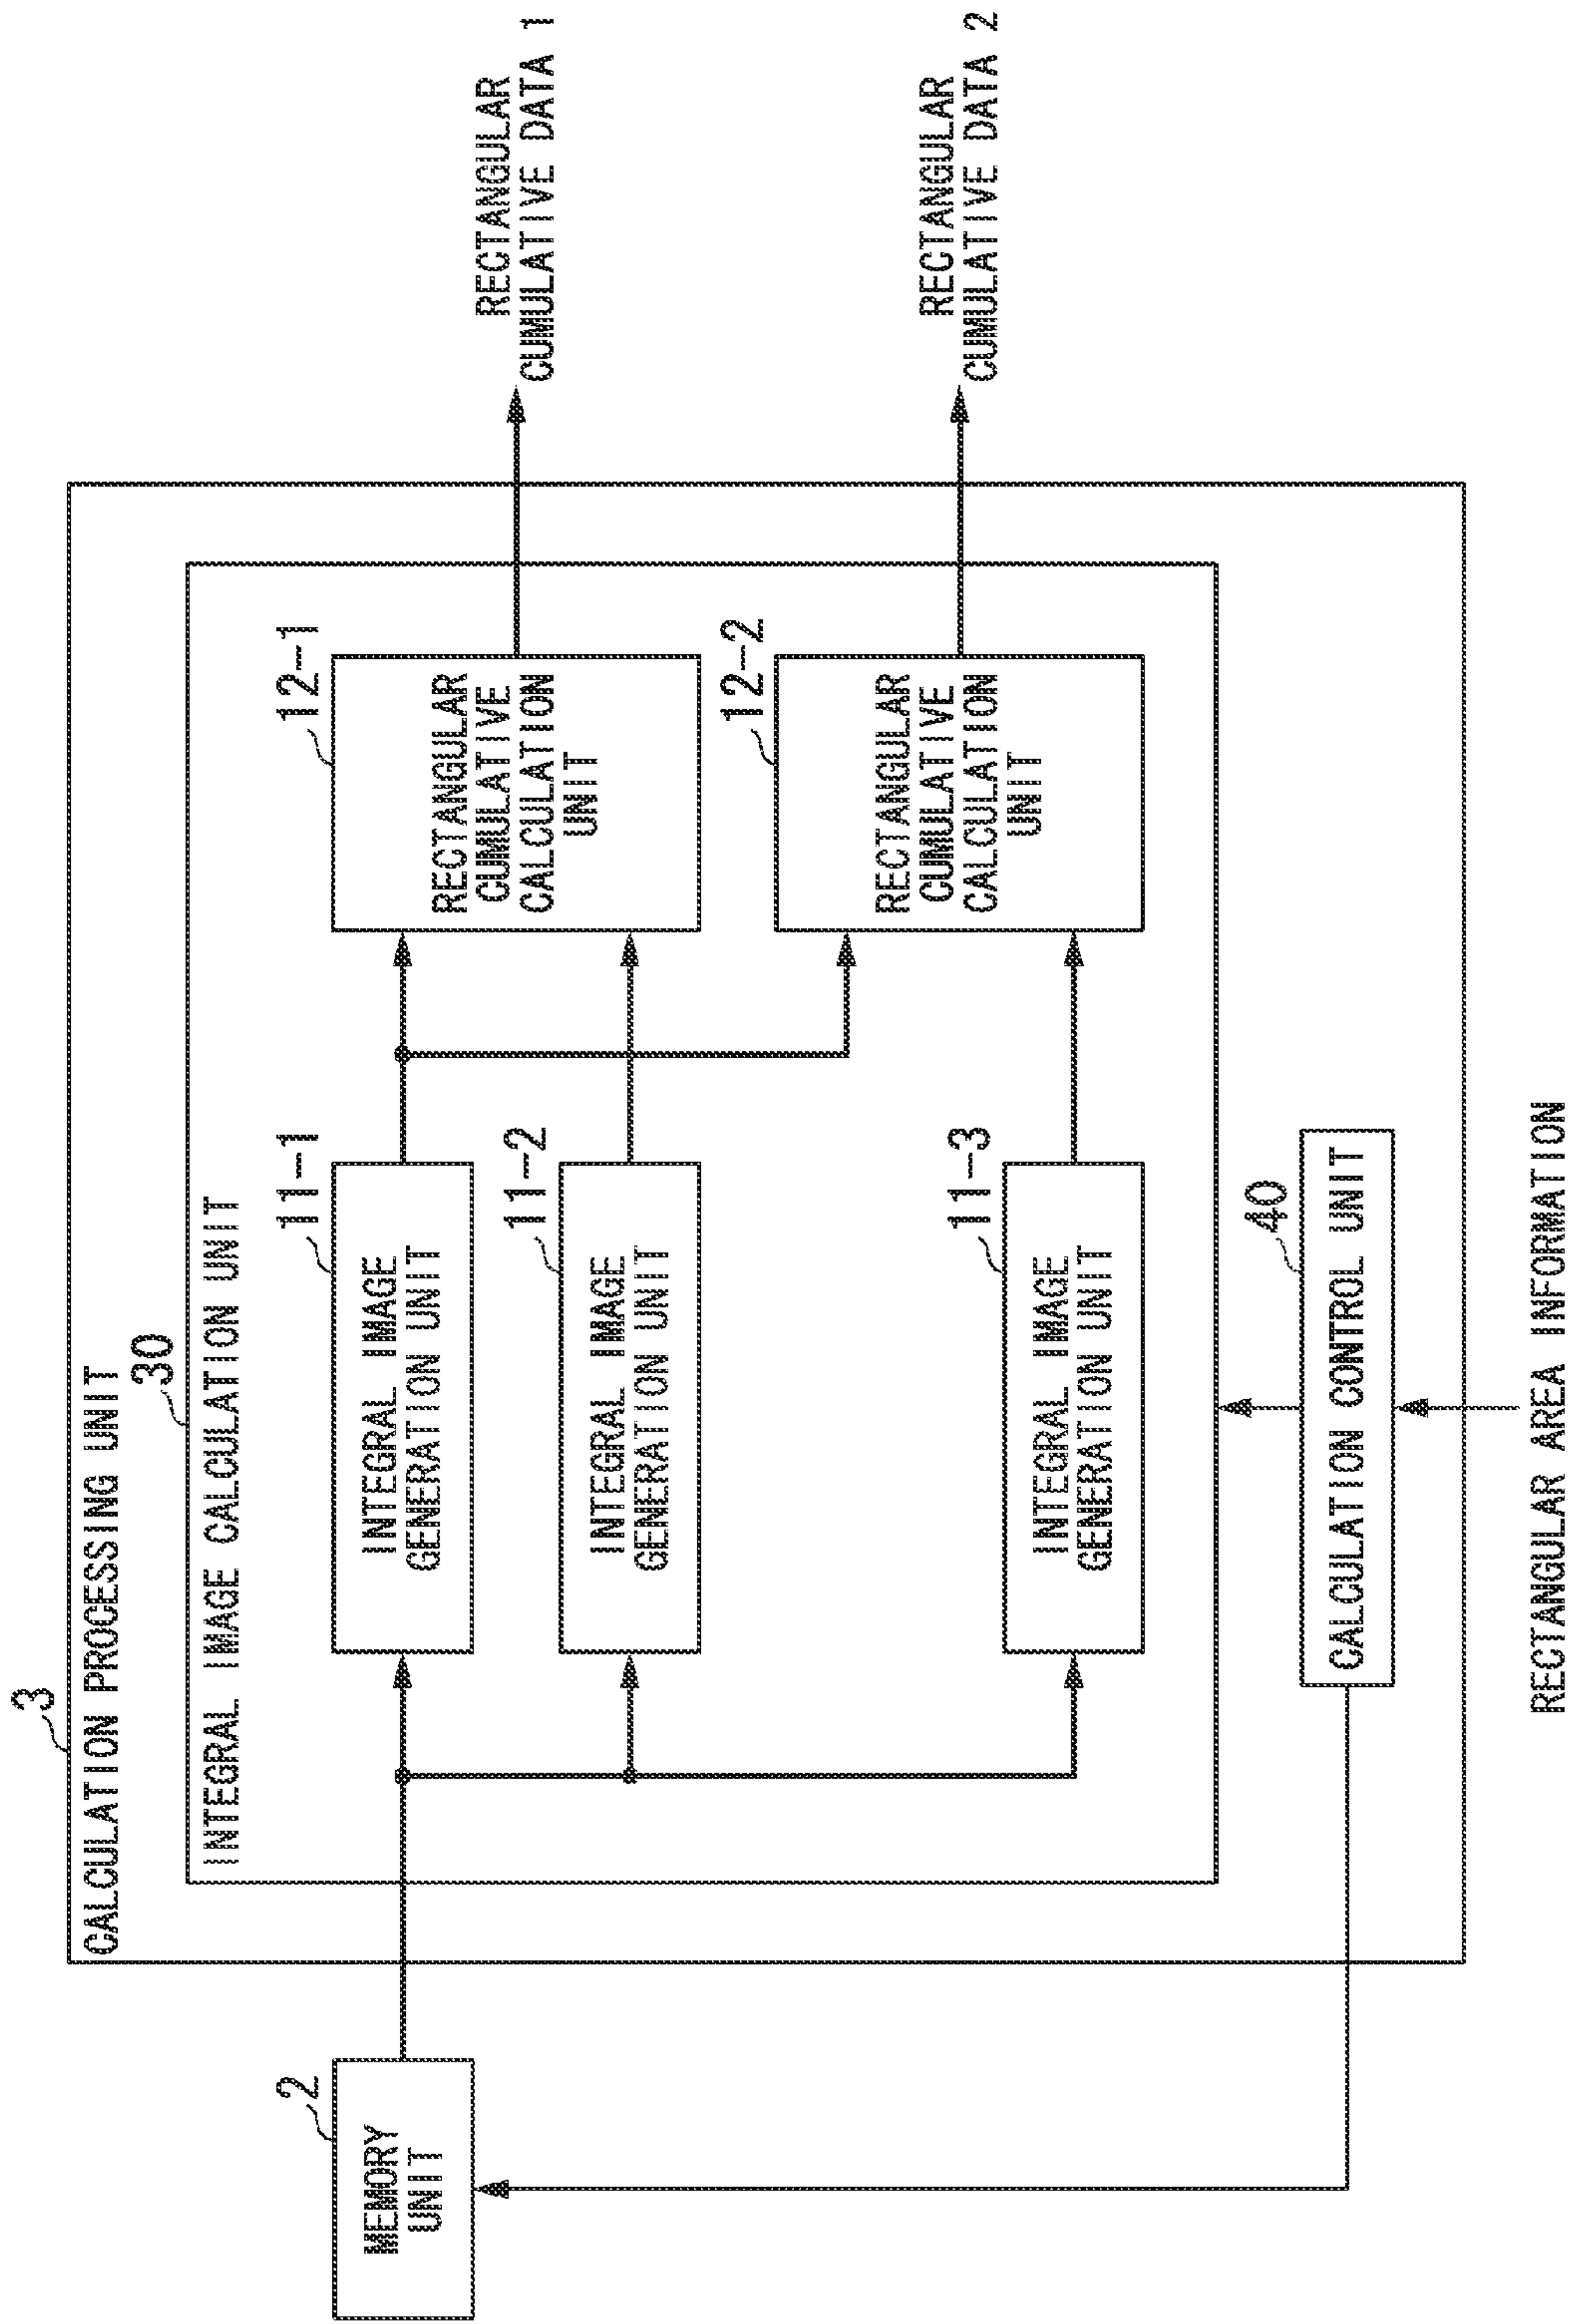 3
CALCULATION PROCESSING UNIT
30
INTEGRAL IMAGE CALCULATION UNIT
2
MEMORY
UNIT
11-1
INTEGRAL IMAGE
GENERATION UNIT
12-1
RECTANGULAR
CUMULATIVE
CALCULATION
UNIT
RECTANGULAR
CUMULATIVE DATA 1
11-2
INTEGRAL IMAGE
GENERATION UNIT
12-2
RECTANGULAR
CUMULATIVE
CALCULATION
UNIT
RECTANGULAR
CUMULATIVE DATA 2
11-3
INTEGRAL IMAGE
GENERATION UNIT
40
CALCULATION CONTROL UNIT
RECTANGULAR AREA INFORMATION